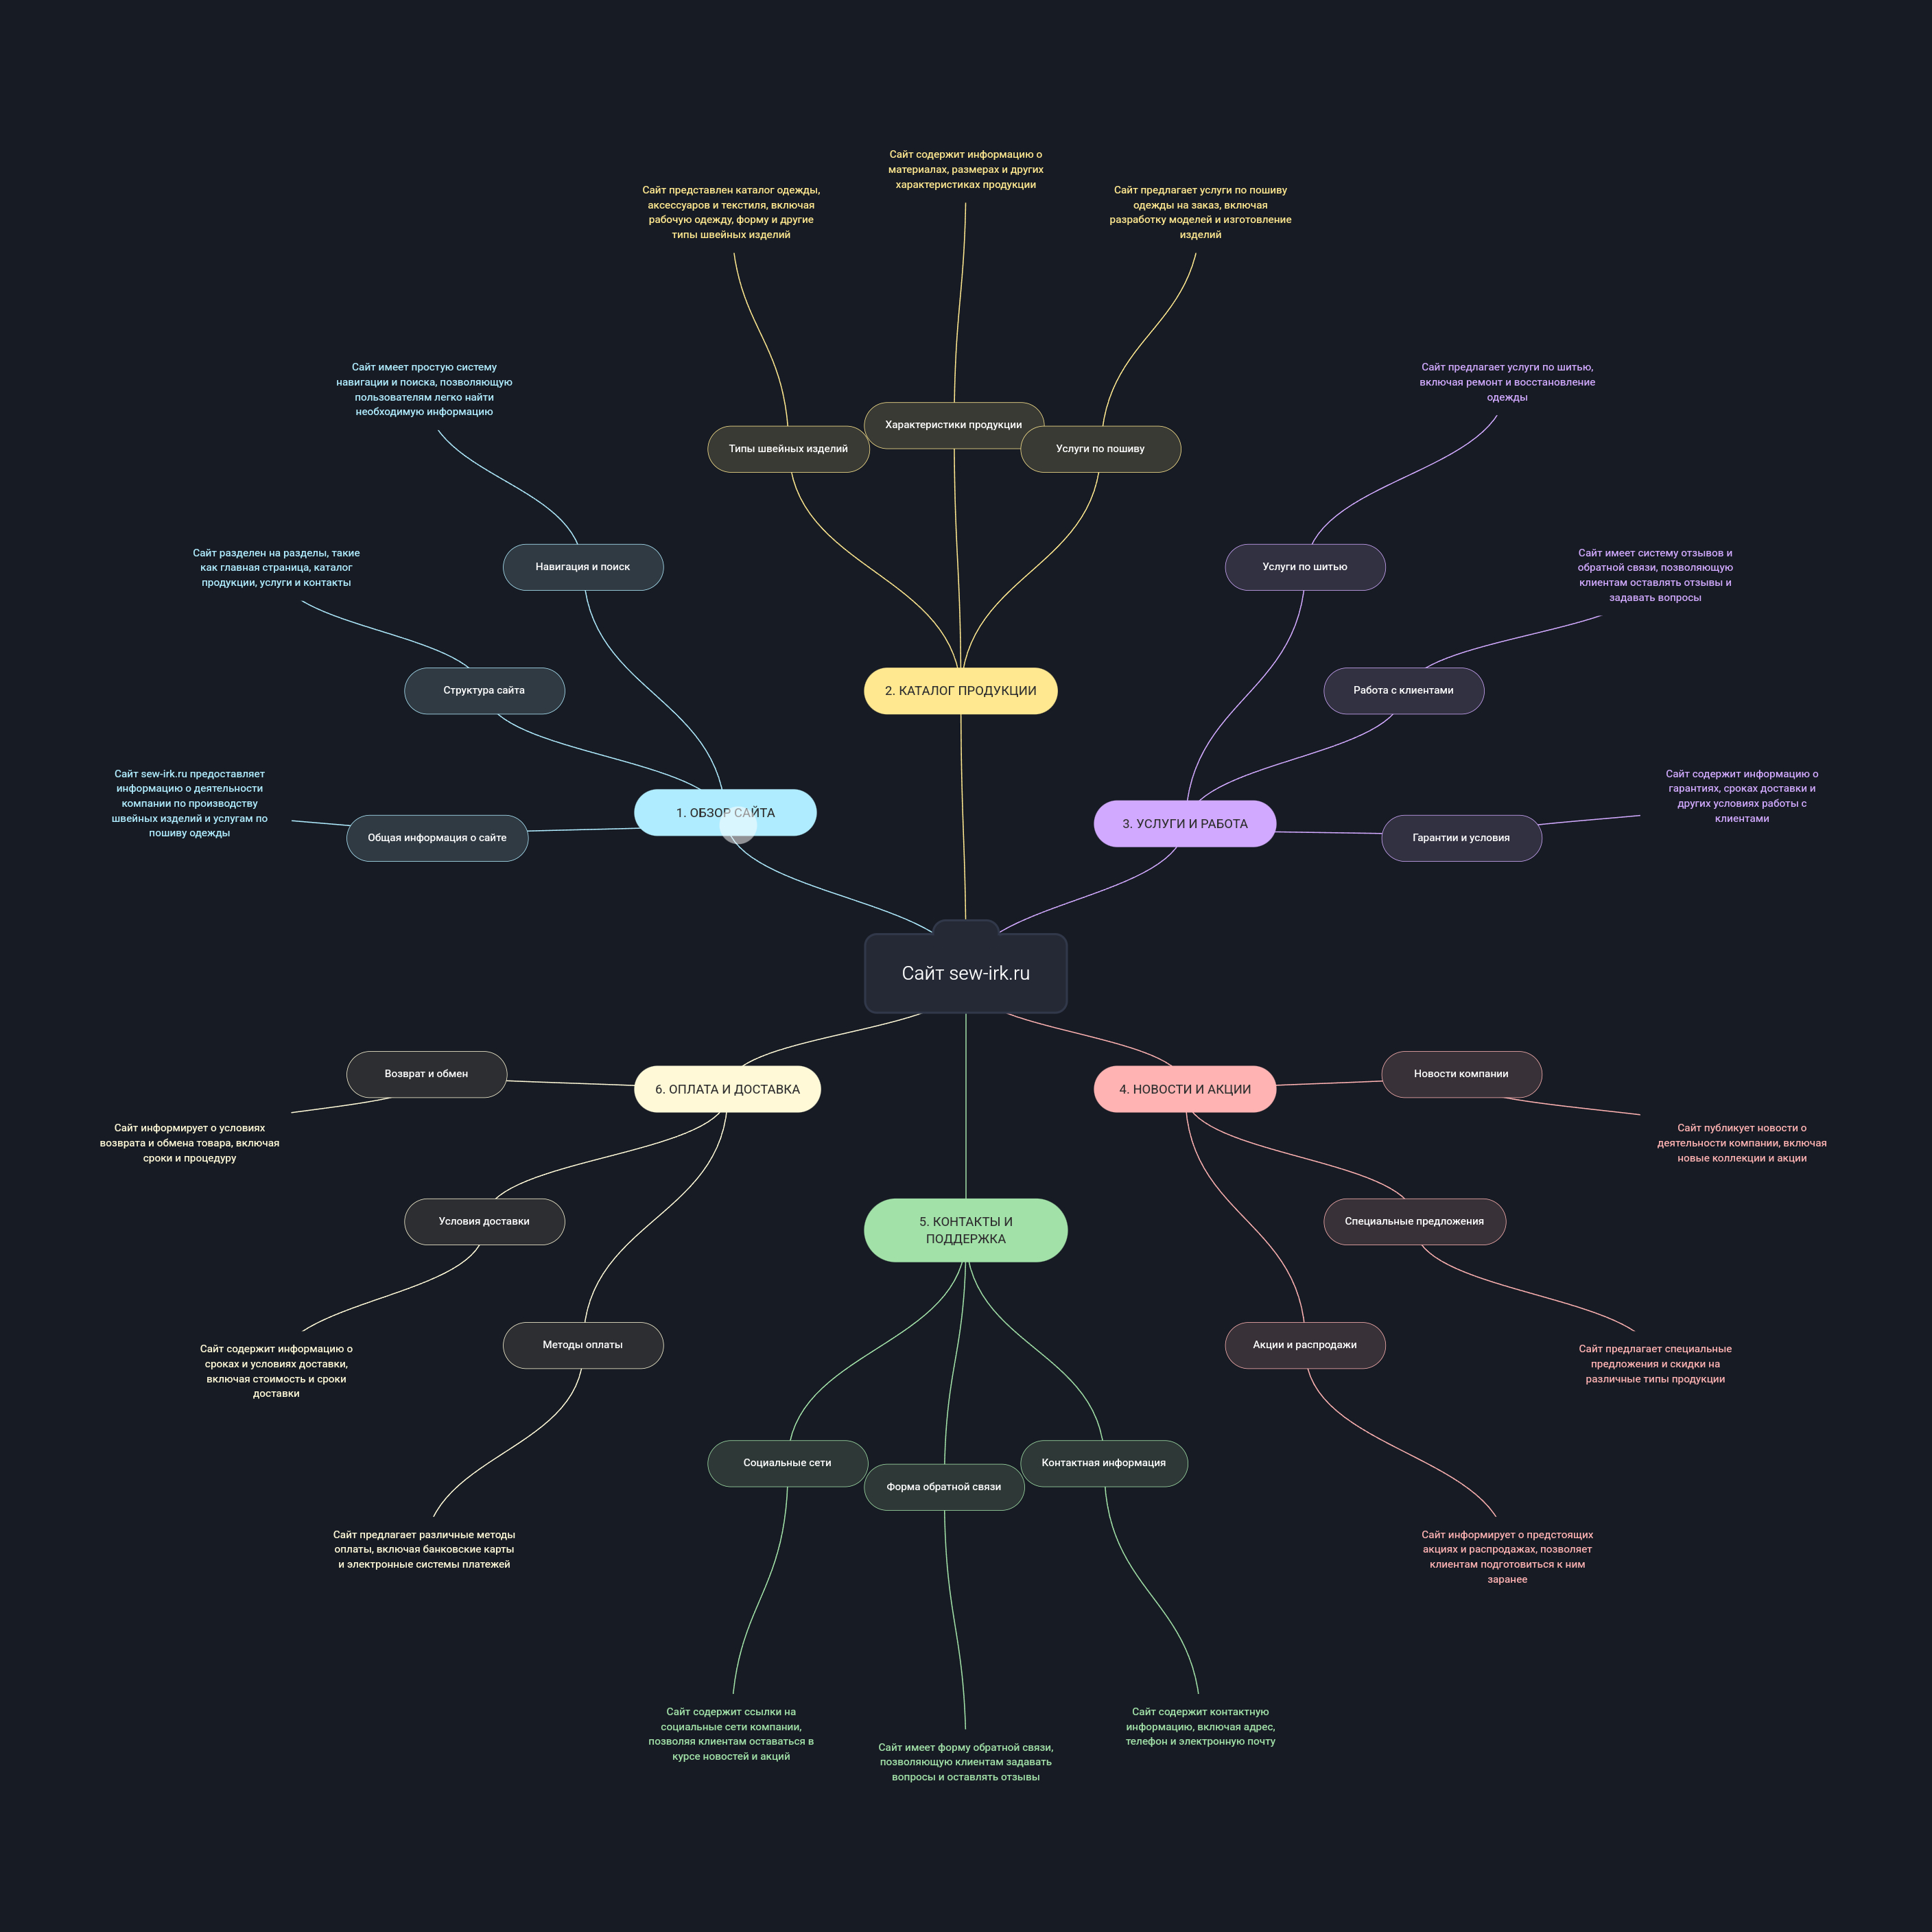 Сайт содержит информацию о
материалах, размерах и других
характеристиках продукции
Сайт представлен каталог одежды,
аксессуаров и текстиля, включая
рабочую одежду, форму и другие
типы швейных изделий
Сайт предлагает услуги по пошиву
одежды на заказ, включая
разработку моделей и изготовление
изделий
Сайт имеет простую систему
навигации и поиска, позволяющую
пользователям легко найти
необходимую информацию
Сайт предлагает услуги по шитью,
включая ремонт и восстановление
одежды
Характеристики продукции
Типы швейных изделий
Услуги по пошиву
Сайт разделен на разделы, такие
как главная страница, каталог
продукции, услуги и контакты
Навигация и поиск
Услуги по шитью
Сайт имеет систему отзывов и
обратной связи, позволяющую
клиентам оставлять отзывы и
задавать вопросы
Структура сайта
2. КАТАЛОГ ПРОДУКЦИИ
Работа с клиентами
Сайт sew-irk.ru предоставляет
информацию о деятельности
компании по производству
швейных изделий и услугам по
пошиву одежды
Общая информация о сайте
1. ОБЗОР САЙТА
3. УСЛУГИ И РАБОТА
Гарантии и условия
Сайт содержит информацию о
гарантиях, сроках доставки и
других условиях работы с
клиентами
Сайт sew-irk.ru
Возврат и обмен
6. ОПЛАТА И ДОСТАВКА
4. НОВОСТИ И АКЦИИ
Новости компании
Сайт информирует о условиях
возврата и обмена товара, включая
сроки и процедуру
Сайт публикует новости о
деятельности компании, включая
новые коллекции и акции
Условия доставки
5. КОНТАКТЫ И
ПОДДЕРЖКА
Специальные предложения
Сайт содержит информацию о
сроках и условиях доставки,
включая стоимость и сроки
доставки
Методы оплаты
Акции и распродажи
Сайт предлагает специальные
предложения и скидки на
различные типы продукции
Социальные сети
Форма обратной связи
Контактная информация
Сайт предлагает различные методы
оплаты, включая банковские карты
и электронные системы платежей
Сайт информирует о предстоящих
акциях и распродажах, позволяет
клиентам подготовиться к ним
заранее
Сайт содержит ссылки на
социальные сети компании,
позволяя клиентам оставаться в
курсе новостей и акций
Сайт имеет форму обратной связи,
позволяющую клиентам задавать
вопросы и оставлять отзывы
Сайт содержит контактную
информацию, включая адрес,
телефон и электронную почту